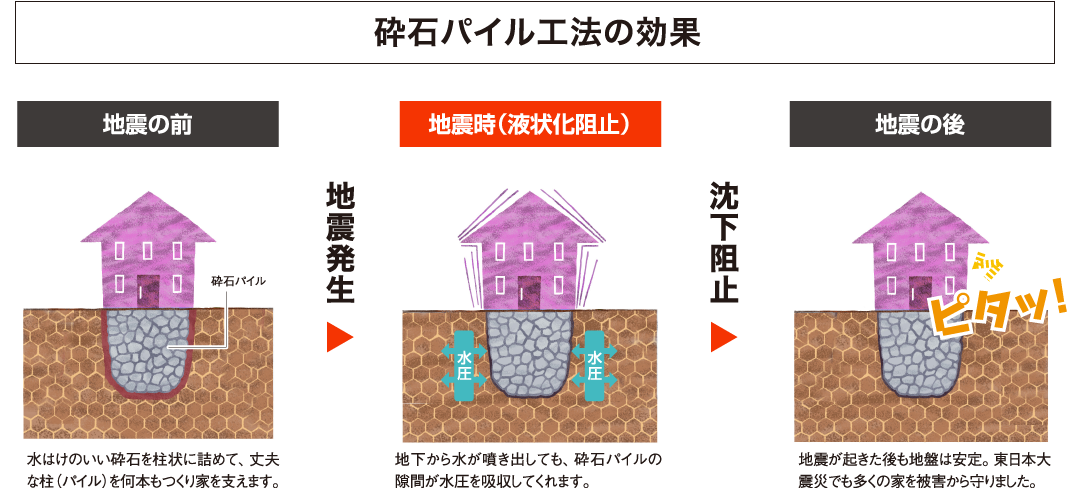 砕石パイル工法の効果
地震の前
地震時（液状化阻止）
地震の後
地震発生
沈下阻止
砕石パイル
水圧
水圧
ピタッ！
水はけのいい砕石を柱状に詰めて、丈夫
な柱（パイル）を何本もつくり家を支えます。
地下から水が噴き出しても、砕石パイルの
隙間が水圧を吸収してくれます。
地震が起きた後も地盤は安定。東日本大
震災でも多くの家を被害から守りました。